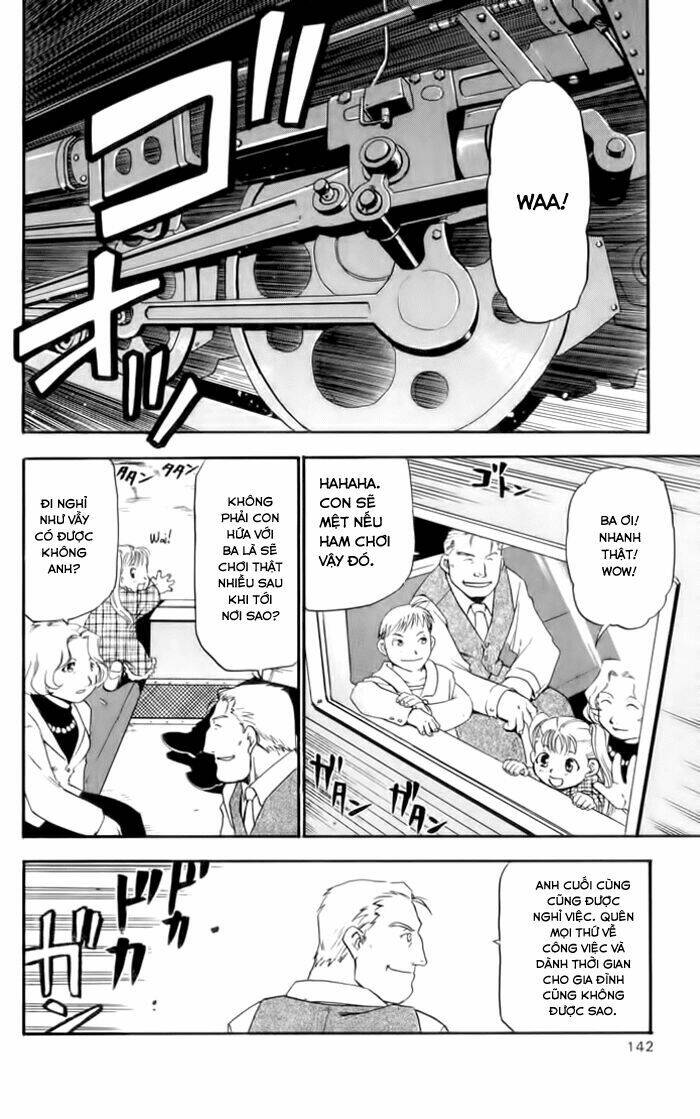 ゴオオ
WAA!
ゴトン
BA ƠI!
NHANH
THẬT!
WOW!
HAHAHA.
CON SẼ
MỆT NẾU
HAM CHƠI
VẬY ĐÓ.
ガタン
ガタン
タタン
タタン
Wai!
KHÔNG
PHẢI CON
HỨA VỚI
BA LÀ SẼ
CHƠI THẬT
NHIỀU SAU
KHI TỚI
NƠI SAO?
ĐI NGHỈ
NHƯ VẦY
CÓ ĐƯỢC
KHÔNG
ANH?
ANH CUỐI CÙNG
CŨNG ĐƯỢC
NGHỈ VIỆC. QUÊN
MỌI THỨ VỀ
CÔNG VIỆC VÀ
DÀNH THỜI GIAN
CHO GIA ĐÌNH
CŨNG KHÔNG
ĐƯỢC SAO.
ドカ
ドカ
ガン
142